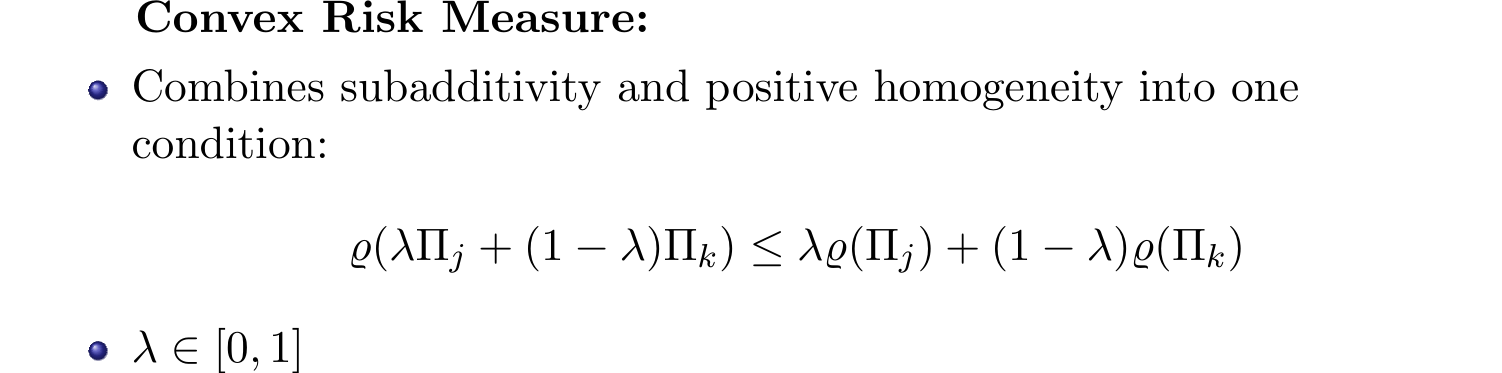 Convex Risk Measure:
Combines subadditivity and positive homogeneity into one
condition:
ϱ(λΠ_j + (1 − λ)Π_k) ≤ λϱ(Π_j) + (1 − λ)ϱ(Π_k)
λ ∈ [0, 1]